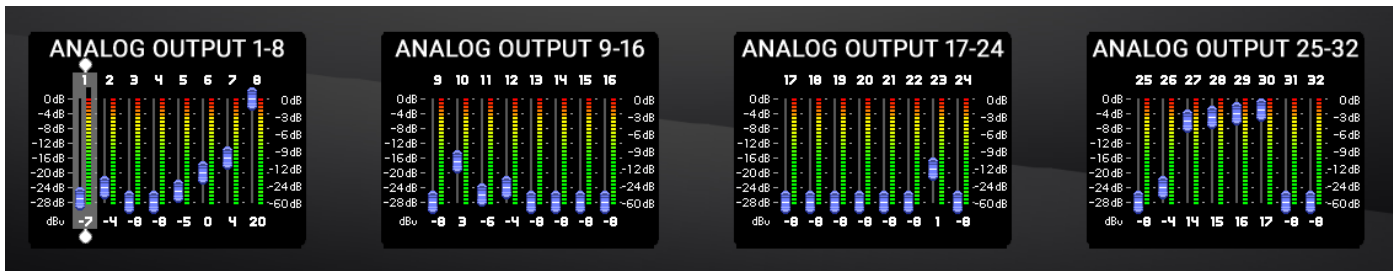 ANALOG OUTPUT 1-8
1 2 3 4 5 6 7 8
0dB 0dB
-4dB -3dB
-8dB -6dB
-12dB -9dB
-16dB
-20dB -12dB
-24dB -24dB
-28dB -60dB
dBv -7 -4 -8 -8 -5 0 4 20
ANALOG OUTPUT 9-16
9 10 11 12 13 14 15 16
0dB 0dB
-4dB -3dB
-8dB -6dB
-12dB -9dB
-16dB
-20dB -12dB
-24dB -24dB
-28dB -60dB
dBv -8 3 -6 -4 -8 -8 -8 -8
ANALOG OUTPUT 17-24
17 18 19 20 21 22 23 24
0dB 0dB
-4dB -3dB
-8dB -6dB
-12dB -9dB
-16dB
-20dB -12dB
-24dB -24dB
-28dB -60dB
dBv -8 -8 -8 -8 -8 -8 1 -8
ANALOG OUTPUT 25-32
25 26 27 28 29 30 31 32
0dB 0dB
-4dB -3dB
-8dB -6dB
-12dB -9dB
-16dB
-20dB -12dB
-24dB -24dB
-28dB -60dB
dBv -8 -4 14 15 16 17 -8 -8